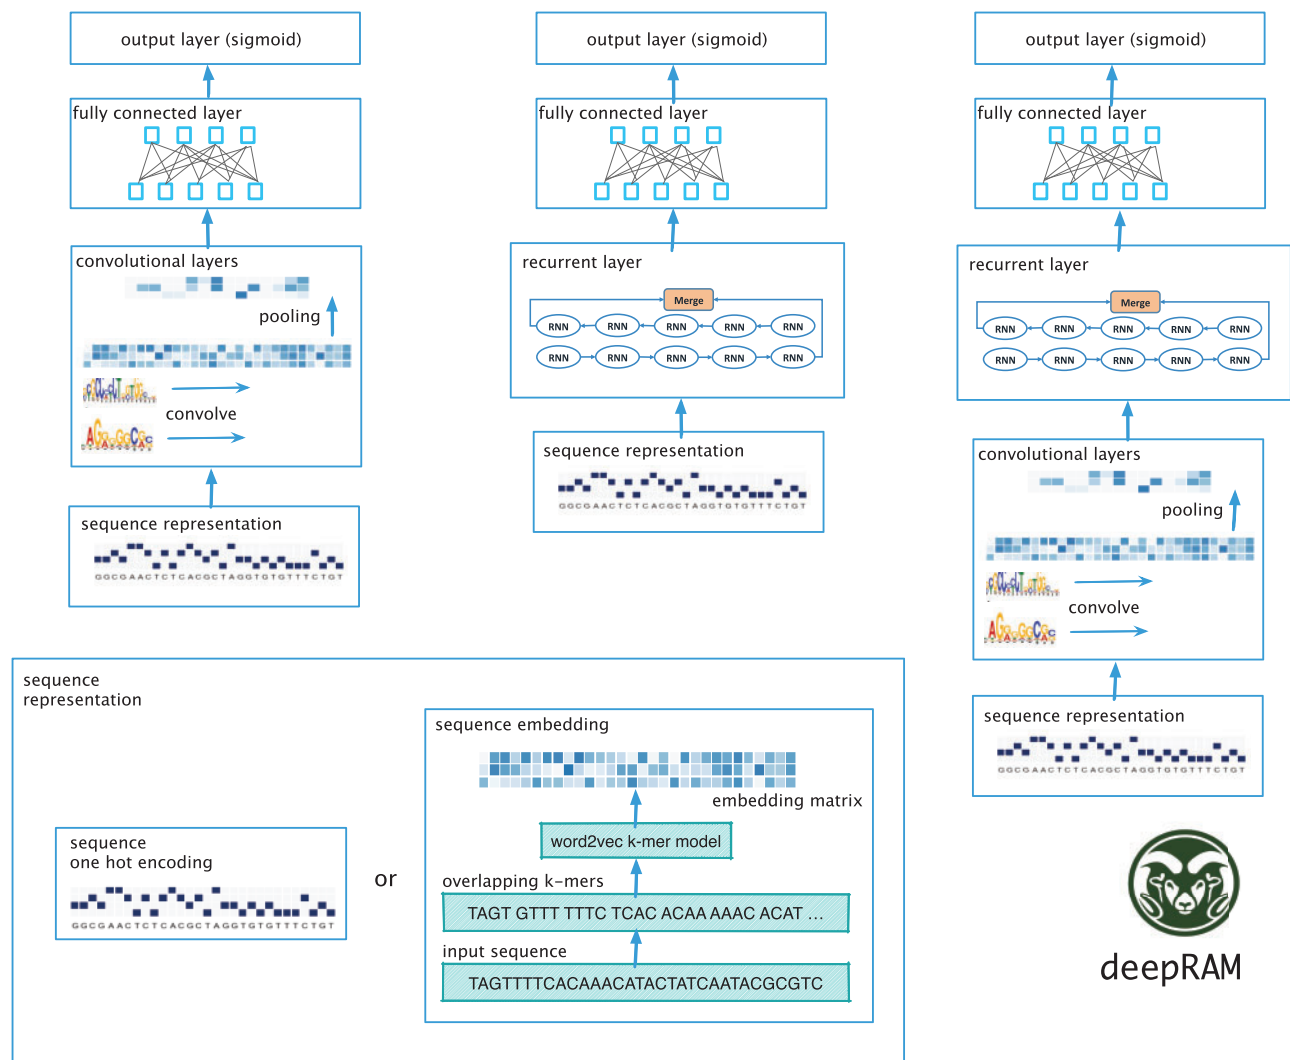 output layer (sigmoid)
fully connected layer
convolutional layers
pooling
convolve
AGAGGGCGC
sequence representation
GGCGAACTCTCACGCTAGGTGTGTTTCTGT
output layer (sigmoid)
fully connected layer
recurrent layer
Merge
RNN RNN RNN RNN RNN
RNN RNN RNN RNN RNN
sequence representation
GGCGAACTCTCACGCTAGGTGTGTTTCTGT
output layer (sigmoid)
fully connected layer
recurrent layer
Merge
RNN RNN RNN RNN RNN
RNN RNN RNN RNN RNN
convolutional layers
pooling
convolve
AGAGGGCGC
sequence representation
GGCGAACTCTCACGCTAGGTGTGTTTCTGT
sequence
representation
sequence
one hot encoding
GGCGAACTCTCACGCTAGGTGTGTTTCTGT
or
sequence embedding
embedding matrix
word2vec k-mer model
overlapping k-mers
TAGT GTTT TTTC TCAC ACAA AAAC ACAT ...
input sequence
TAGTTTTCACAAACATACTATCAATACGCGTC
deepRAM